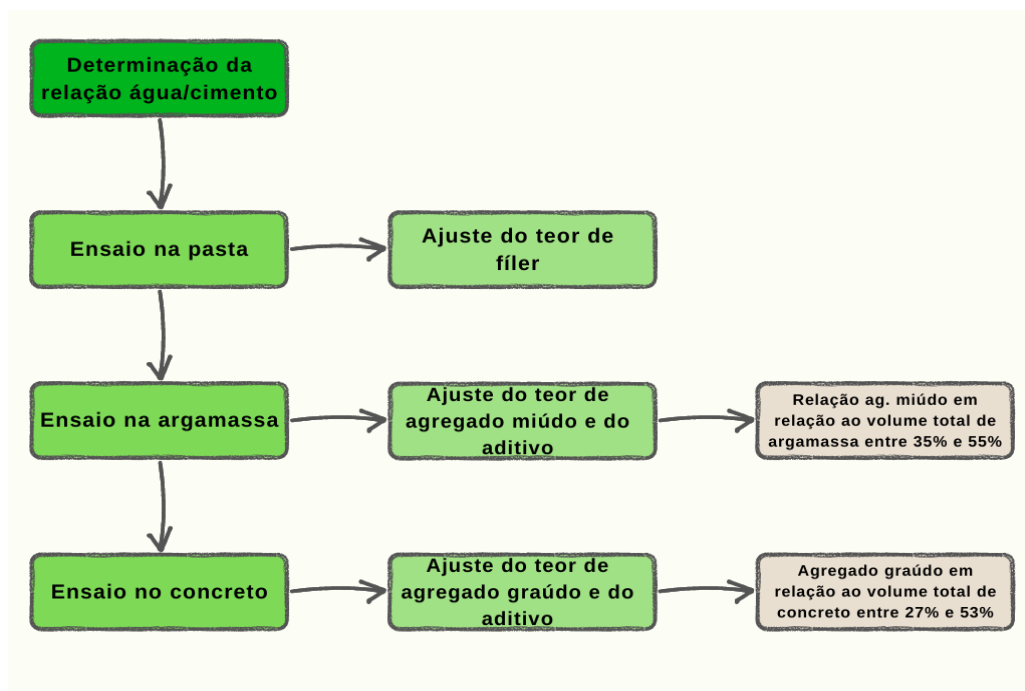 Determinação da
relação água/cimento
Ensaio na pasta
Ajuste do teor de
fíler
Ensaio na argamassa
Ajuste do teor de
agregado miúdo e do
aditivo
Relação ag. miúdo em
relação ao volume total de
argamassa entre 35% e 55%
Ensaio no concreto
Ajuste do teor de
agregado graúdo e do
aditivo
Agregado graúdo em
relação ao volume total de
concreto entre 27% e 53%